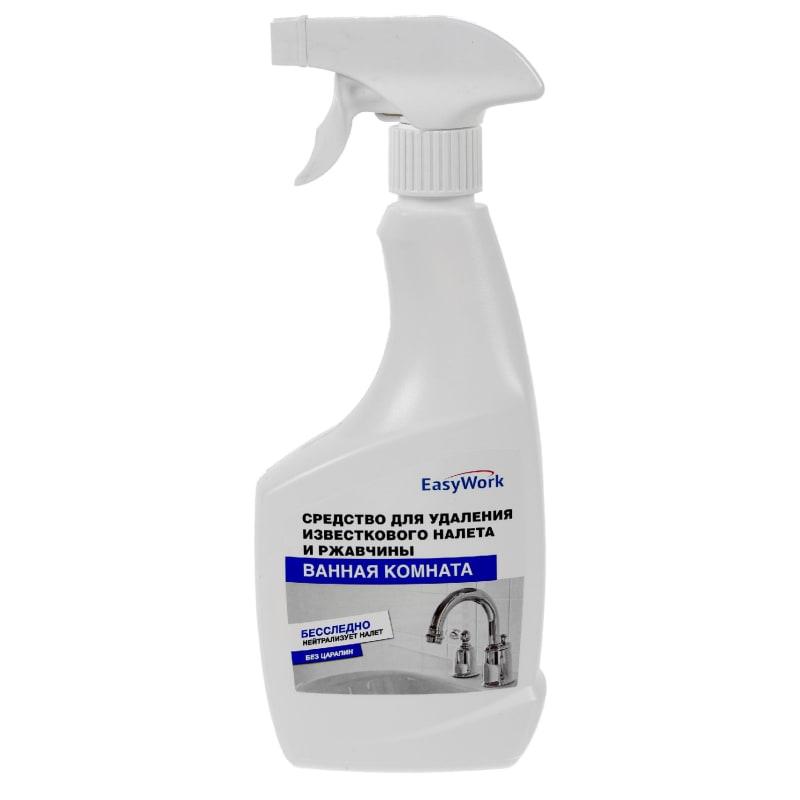 EasyWork
СРЕДСТВО ДЛЯ УДАЛЕНИЯ
ИЗВЕСТКОВОГО НАЛЕТА
И РЖАВЧИНЫ
ВАННАЯ КОМНАТА
БЕССЛЕДНО
НЕЙТРАЛИЗУЕТ НАЛЕТ
БЕЗ ЦАРАПИН